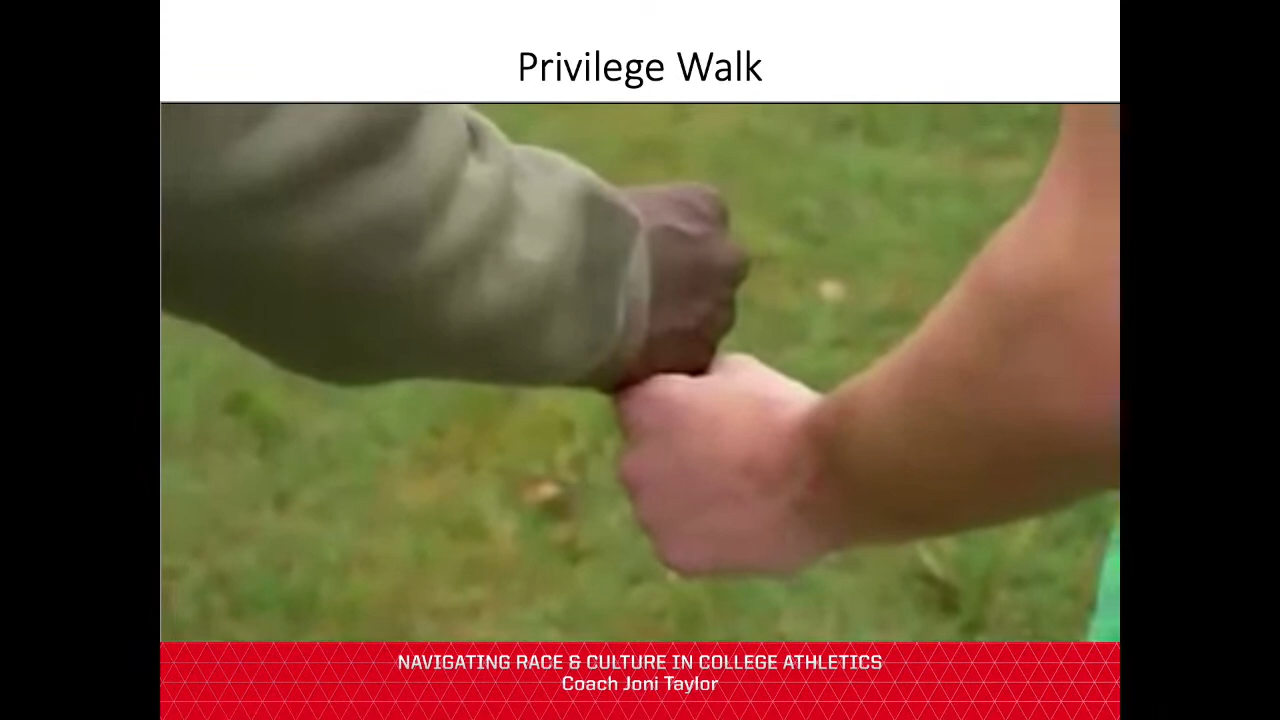 Privilege Walk
NAVIGATING RACE & CULTURE IN COLLEGE ATHLETICS
Coach Joni Taylor